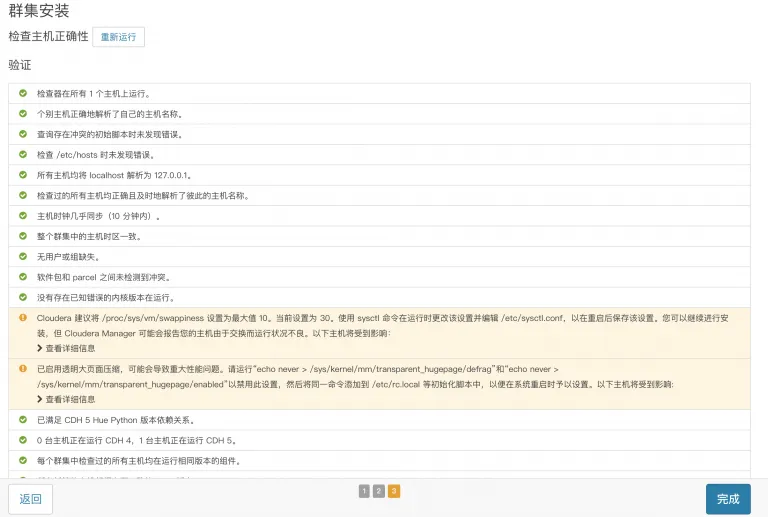 群集安装
检查主机正确性 重新运行
验证
检查器在所有 1 个主机上运行。
个别主机正确地解析了自己的主机名称。
查询存在冲突的初始脚本时未发现错误。
检查 /etc/hosts 时未发现错误。
所有主机均将 localhost 解析为 127.0.0.1。
检查过的所有主机均正确且及时地解析了彼此的主机名称。
主机时钟几乎同步（10 分钟内）。
整个群集中的主机时区一致。
无用户或组缺失。
软件包和 parcel 之间未检测到冲突。
没有存在已知错误的内核版本在运行。
Cloudera 建议将 /proc/sys/vm/swappiness 设置为最大值 10。当前设置为 30。使用 sysctl 命令在运行时更改该设置并编辑 /etc/sysctl.conf，以在重启后保存该设置。您可以继续进行安
装，但 Cloudera Manager 可能会报告您的主机由于交换而运行状况不良。以下主机将受到影响：
查看详细信息
已启用透明大页面压缩，可能会导致重大性能问题。请运行“echo never > /sys/kernel/mm/transparent_hugepage/defrag”和“echo never >
/sys/kernel/mm/transparent_hugepage/enabled”以禁用此设置，然后将同一命令添加到 /etc/rc.local 等初始化脚本中，以便在系统重启时予以设置。以下主机将受到影响：
查看详细信息
已满足 CDH 5 Hue Python 版本依赖关系。
0 台主机正在运行 CDH 4，1 台主机正在运行 CDH 5。
每个群集中检查过的所有主机均在运行相同版本的组件。
返回 1 2 3 完成